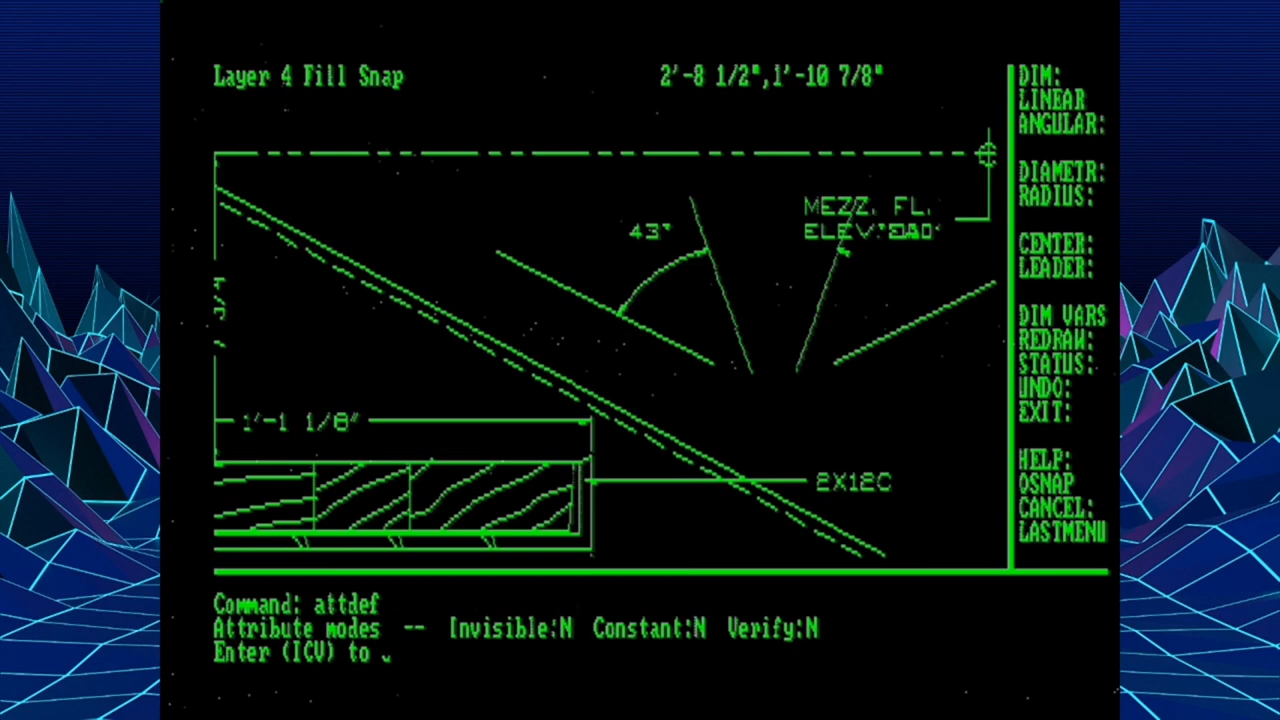 Layer 4 Fill Snap
2'-8 1/2",1'-10 7/8"
DIM:
LINEAR
ANGULAR:
DIAMETR:
RADIUS:
CENTER:
LEADER:
DIM VARS
REDRAW:
STATUS:
UNDO:
EXIT:
HELP:
OSNAP
CANCEL:
LASTMENU
MEZZ. FL.
43°
3/4
1'-1 1/8"
2X12C
Command: attdef
Attribute modes -- Invisible:N Constant:N Verify:N
Enter (ICV) to